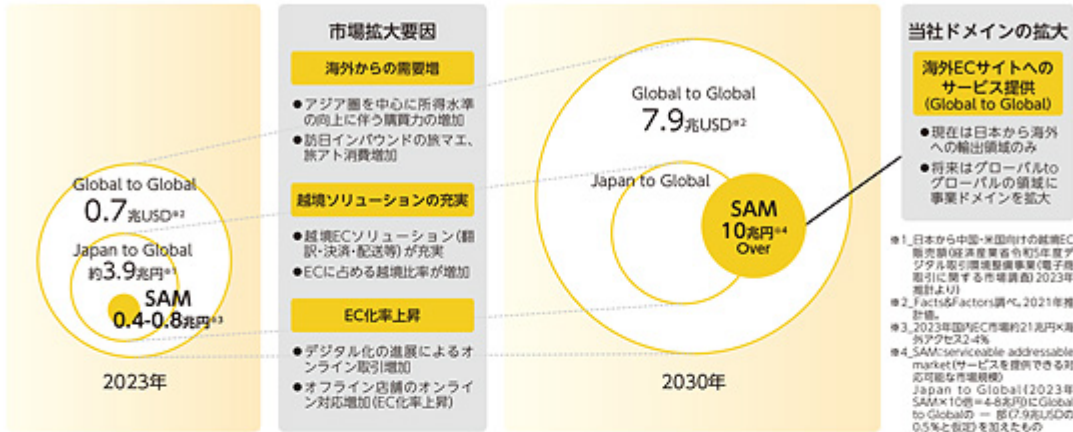 Global to Global
0.7兆USD※2
Japan to Global
約3.9兆円※1
SAM
0.4-0.8兆円※3
2023年
市場拡大要因
海外からの需要増
●アジア圏を中心に所得水準
の向上に伴う購買力の増加
●訪日インバウンドの旅マエ、
旅アト消費増加
越境ソリューションの充実
●越境ECソリューション(翻
訳・決済・配送等)が充実
●ECに占める越境比率が増加
EC化率上昇
●デジタル化の進展によるオ
ンライン取引増加
●オフライン店舗のオンライ
ン対応増加(EC化率上昇)
Global to Global
7.9兆USD※2
Japan to Global
SAM
10兆円※4
Over
2030年
当社ドメインの拡大
海外ECサイトへの
サービス提供
(Global to Global)
●現在は日本から海外
への輸出領域のみ
●将来はグローバルto
グローバルの領域に
事業ドメインを拡大
※1_日本から中国・米国向けの越境EC
販売額(経済産業省令和5年度デ
ジタル取引環境整備事業(電子商
取引に関する市場調査)2023年
推計より)
※2_Facts&Factors調べ。2021年推
計値。
※3_2023年国内EC市場約21兆円×海
外アクセス2-4%
※4_SAM:serviceable addressable
market(サービスを提供できる対
応可能な市場規模)
Japan to Global(2023年
SAM×10倍=4-8兆円)にGlobal
to Globalの一部(7.9兆USDの
0.5%と仮定)を加えたもの